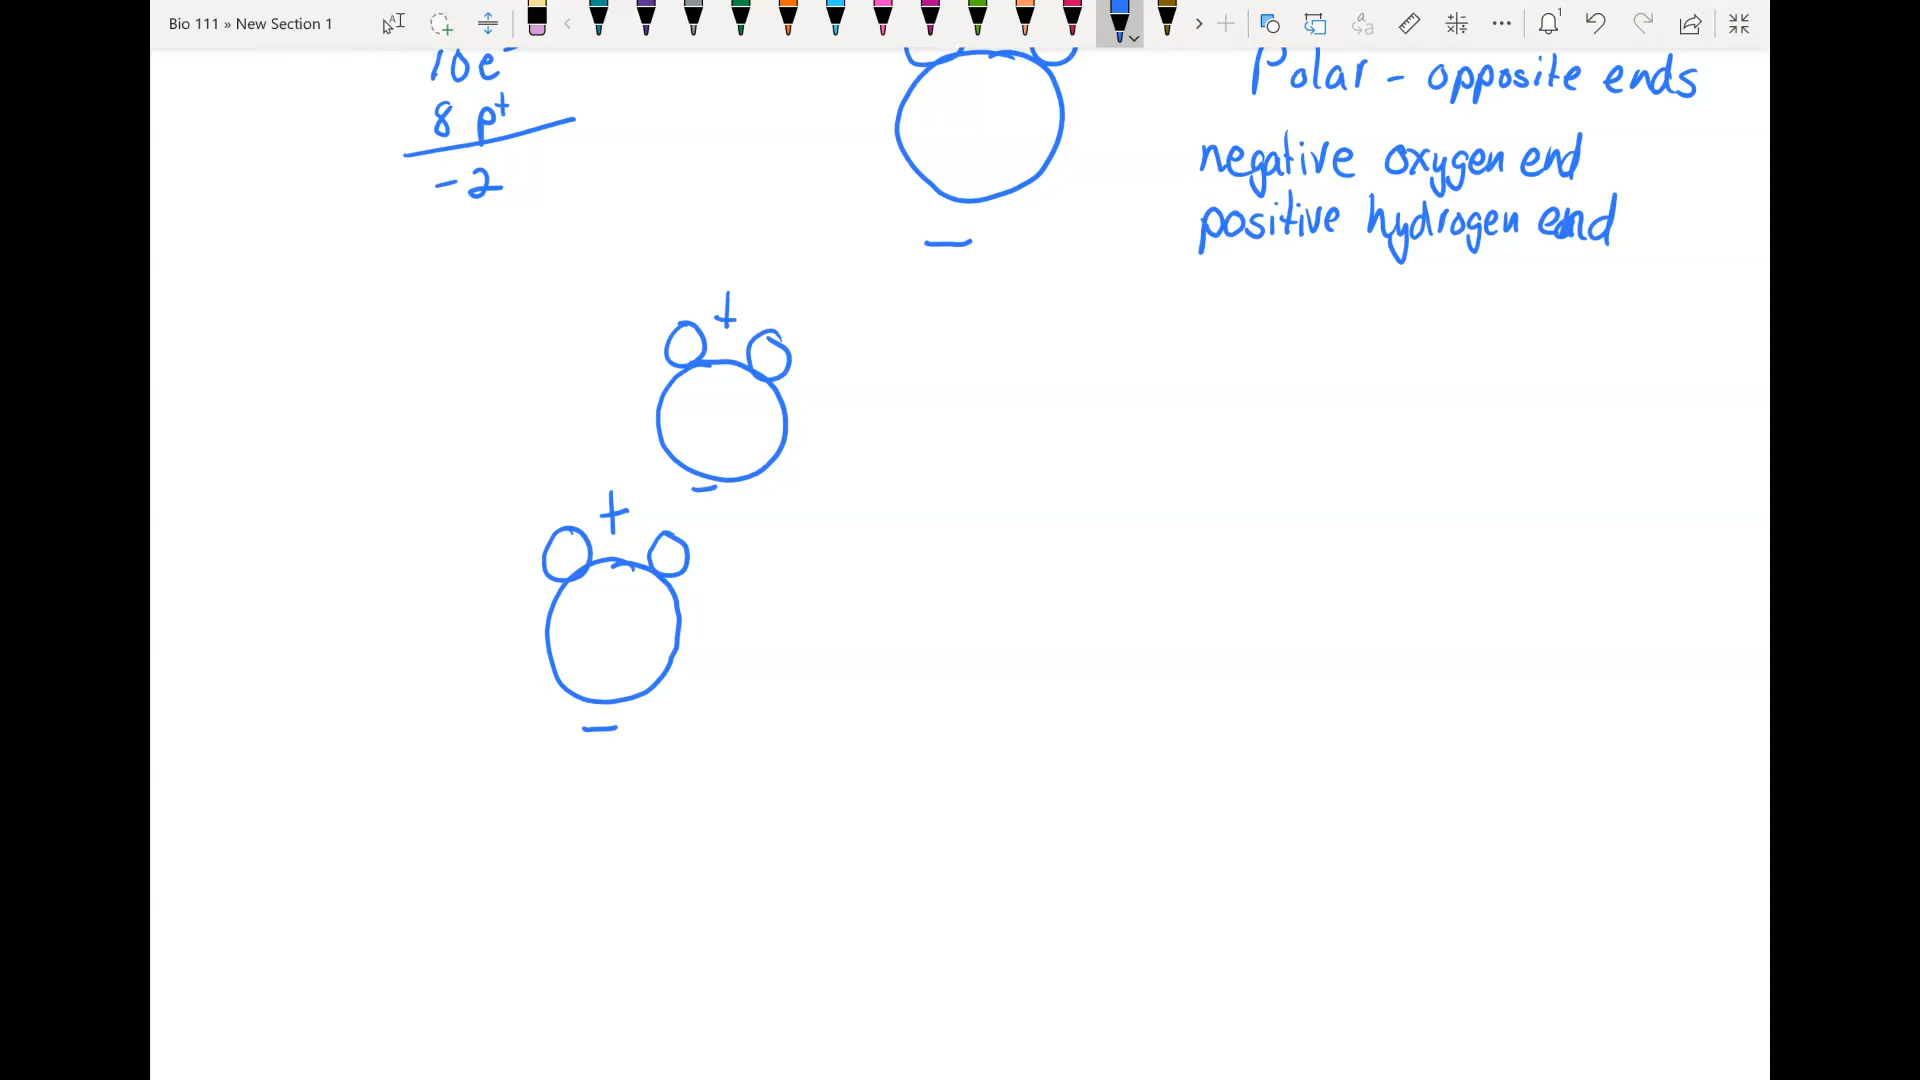 Bio 111 » New Section 1
10e⁻
8 p⁺
-2
Polar - opposite ends
negative oxygen end
positive hydrogen end
—
+
–
+
—